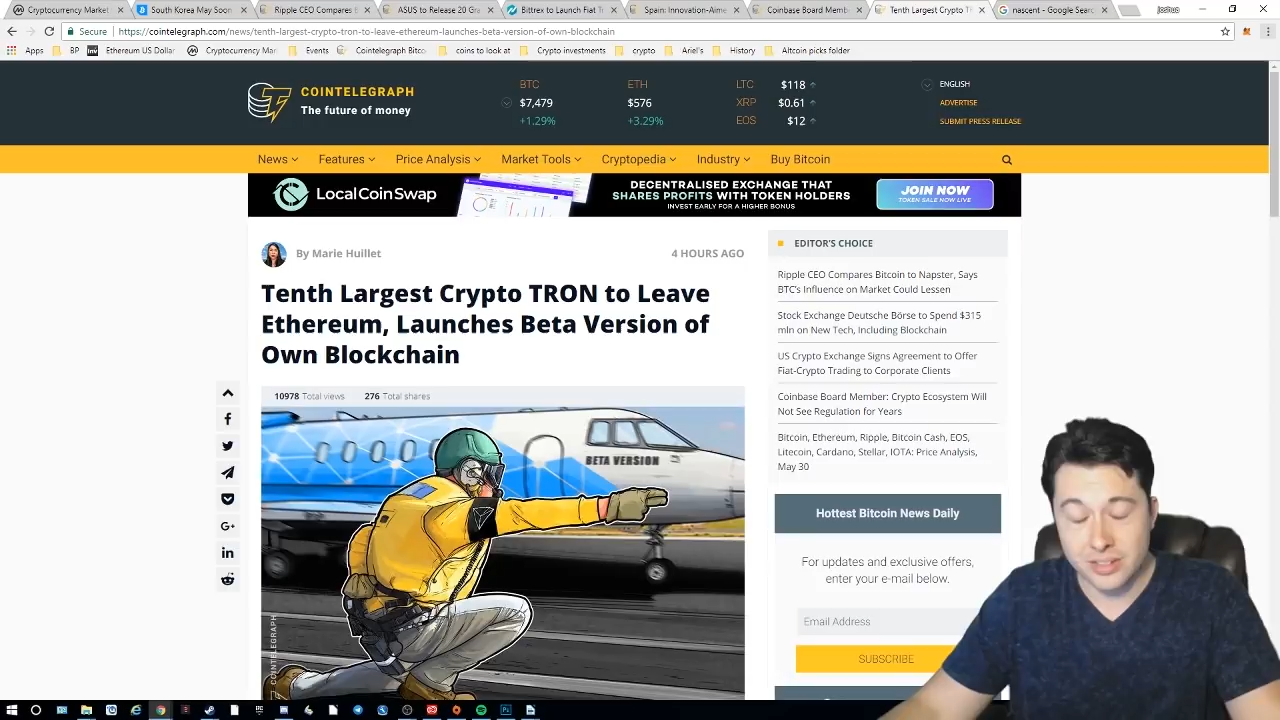 Cryptocurrency Market
South Korea May Soon
Ripple CEO Compares B
ASUS to Release 20 Gra
Bittrex to Launch Fiat T
Spain: Innovation-Aime
Coinbase Board Memb
Tenth Largest Crypto T
nascent - Google Searc
Joshua
Secure
https://cointelegraph.com/news/tenth-largest-crypto-tron-to-leave-ethereum-launches-beta-version-of-own-blockchain
Apps
BP
Ethereum US Dollar
Cryptocurrency Mar
Events
Cointelegraph Bitco
coins to look at
Crypto investments
crypto
Ariel's
History
Altcoin picks folder
COINTELEGRAPH
The future of money
BTC
$7,479
+1.29%
ETH
$576
+3.29%
LTC $118
XRP $0.61
EOS $12
ENGLISH
ADVERTISE
SUBMIT PRESS RELEASE
News
Features
Price Analysis
Market Tools
Cryptopedia
Industry
Buy Bitcoin
LocalCoinSwap
DECENTRALISED EXCHANGE THAT
SHARES PROFITS WITH TOKEN HOLDERS
INVEST EARLY FOR A HIGHER BONUS
JOIN NOW
TOKEN SALE NOW LIVE
By Marie Huillet
4 HOURS AGO
Tenth Largest Crypto TRON to Leave
Ethereum, Launches Beta Version of
Own Blockchain
10978 Total views
276 Total shares
BETA VERSION
COINTELEGRAPH
EDITOR'S CHOICE
Ripple CEO Compares Bitcoin to Napster, Says
BTC's Influence on Market Could Lessen
Stock Exchange Deutsche Börse to Spend $315
mln on New Tech, Including Blockchain
US Crypto Exchange Signs Agreement to Offer
Fiat-Crypto Trading to Corporate Clients
Coinbase Board Member: Crypto Ecosystem Will
Not See Regulation for Years
Bitcoin, Ethereum, Ripple, Bitcoin Cash, EOS,
Litecoin, Cardano, Stellar, IOTA: Price Analysis,
May 30
Hottest Bitcoin News Daily
For updates and exclusive offers,
enter your e-mail below.
Email Address
SUBSCRIBE